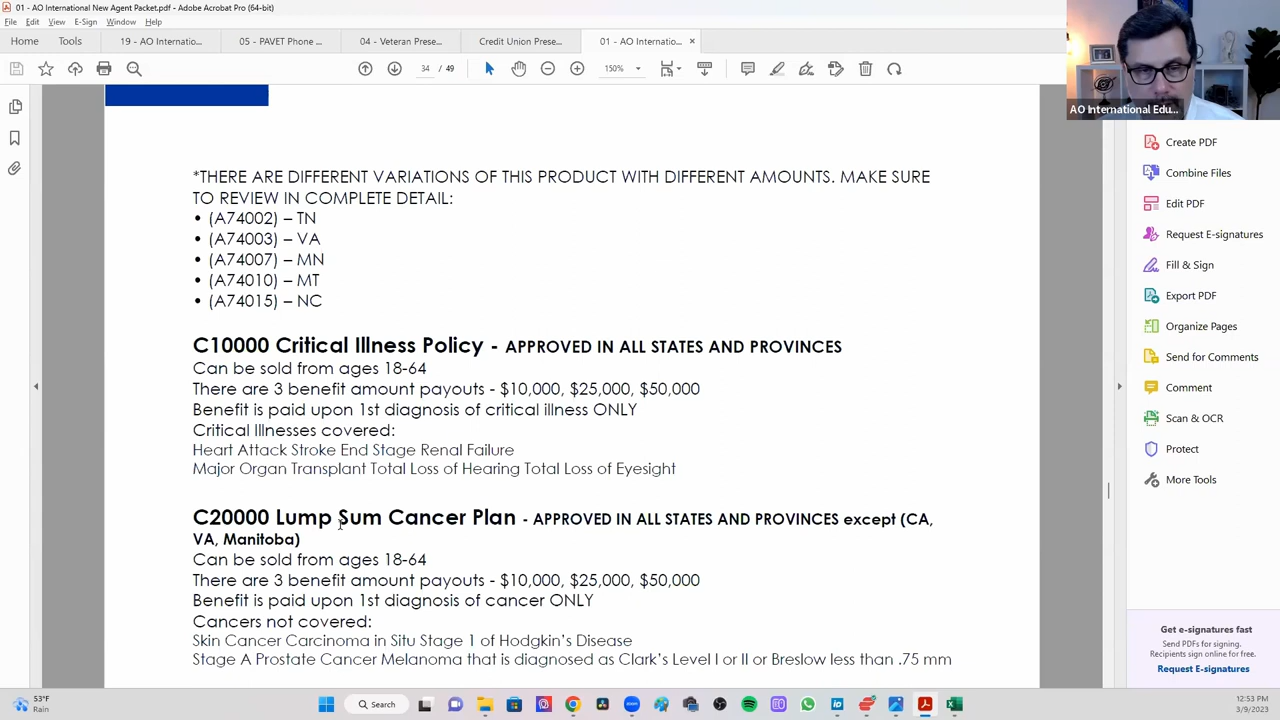 01 - AO International New Agent Packet.pdf - Adobe Acrobat Pro (64-bit)
File Edit View E-Sign Window Help
Home Tools 19 - AO Internatio... 05 - PAVET Phone ... 04 - Veteran Prese... Credit Union Prese... 01 - AO Internatio... ×
34 / 49 150%
AO International Edu...
Create PDF
Combine Files
Edit PDF
Request E-signatures
Fill & Sign
Export PDF
Organize Pages
Send for Comments
Comment
Scan & OCR
Protect
More Tools
*THERE ARE DIFFERENT VARIATIONS OF THIS PRODUCT WITH DIFFERENT AMOUNTS. MAKE SURE
TO REVIEW IN COMPLETE DETAIL:
• (A74002) – TN
• (A74003) – VA
• (A74007) – MN
• (A74010) – MT
• (A74015) – NC
C10000 Critical Illness Policy - APPROVED IN ALL STATES AND PROVINCES
Can be sold from ages 18-64
There are 3 benefit amount payouts - $10,000, $25,000, $50,000
Benefit is paid upon 1st diagnosis of critical illness ONLY
Critical Illnesses covered:
Heart Attack Stroke End Stage Renal Failure
Major Organ Transplant Total Loss of Hearing Total Loss of Eyesight
C20000 Lump Sum Cancer Plan - APPROVED IN ALL STATES AND PROVINCES except (CA,
VA, Manitoba)
Can be sold from ages 18-64
There are 3 benefit amount payouts - $10,000, $25,000, $50,000
Benefit is paid upon 1st diagnosis of cancer ONLY
Cancers not covered:
Skin Cancer Carcinoma in Situ Stage 1 of Hodgkin's Disease
Stage A Prostate Cancer Melanoma that is diagnosed as Clark's Level I or II or Breslow less than .75 mm
Get e-signatures fast
Send PDFs for signing.
Recipients sign online for free.
Request E-signatures
53°F
Rain
Search
12:53 PM
3/9/2023